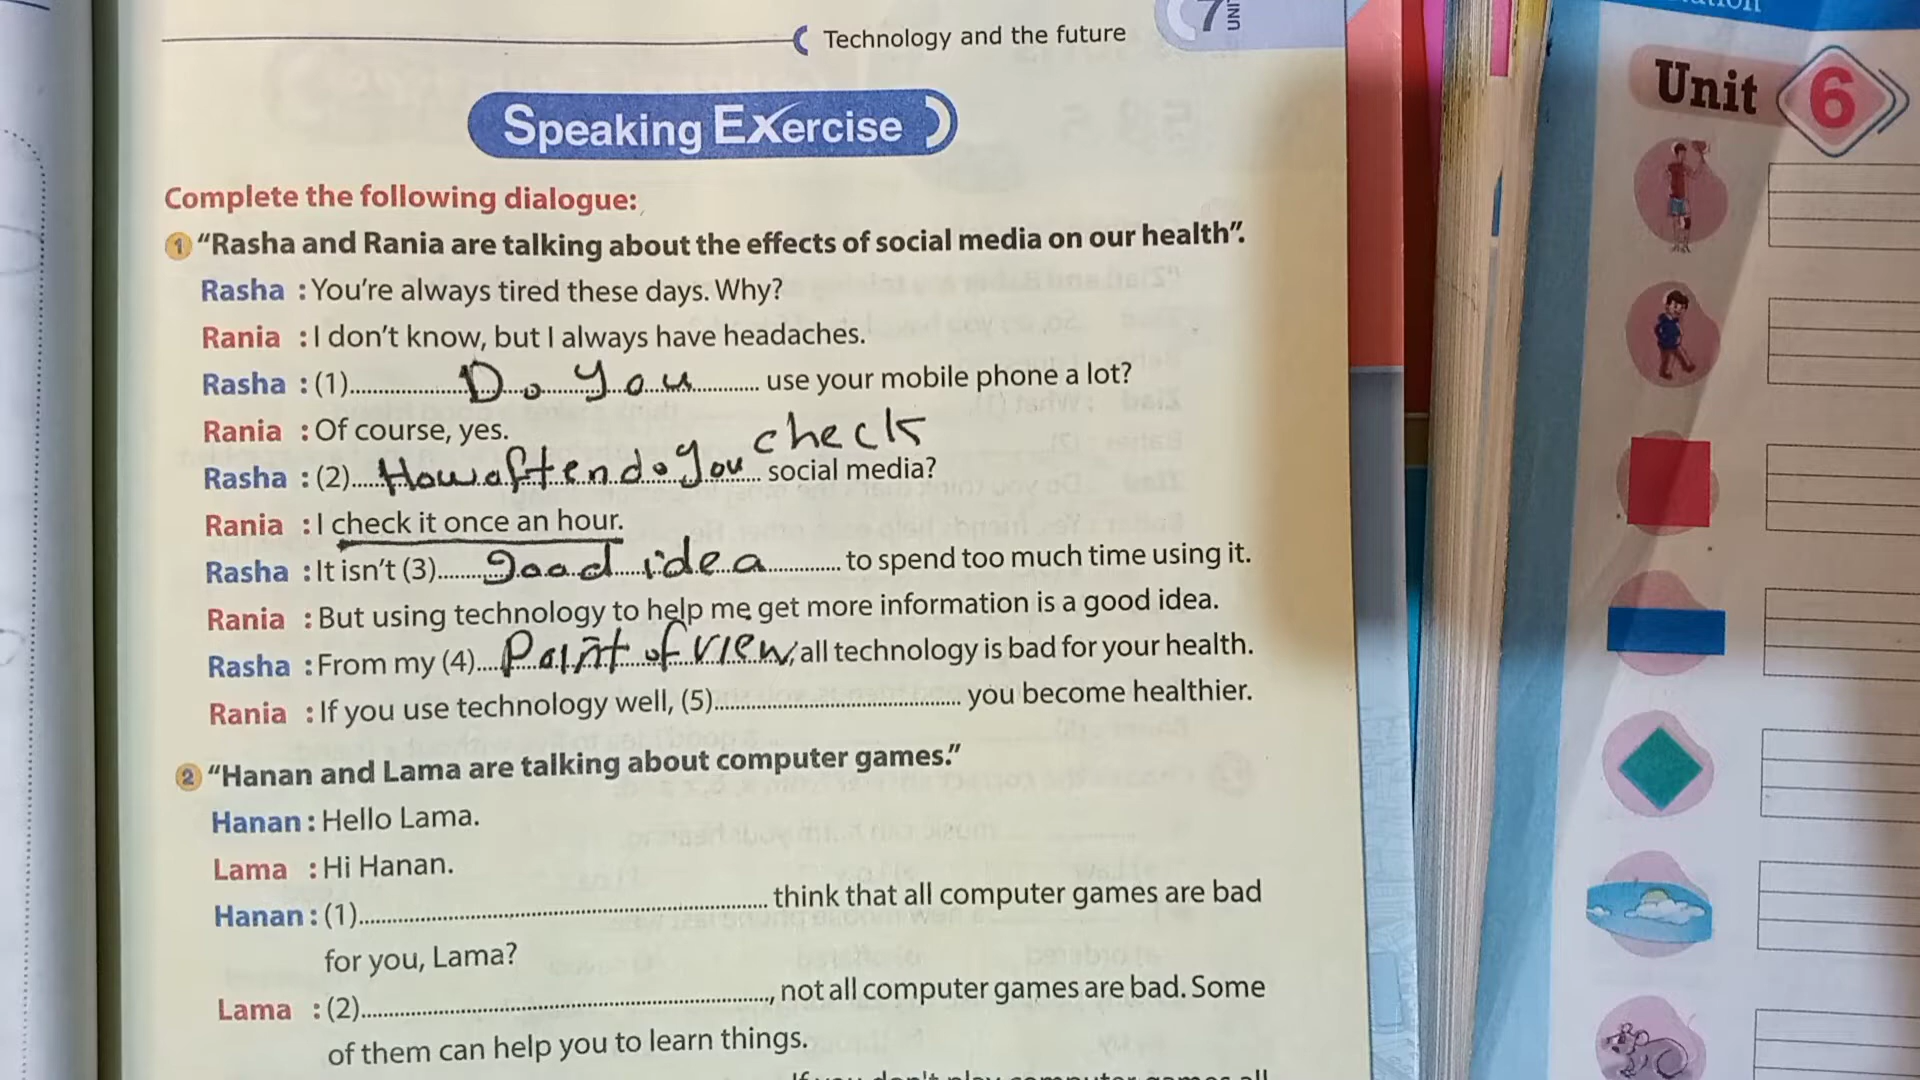 Technology and the future
7
UNI
Speaking Exercise
Complete the following dialogue:
1 "Rasha and Rania are talking about the effects of social media on our health".
Rasha : You're always tired these days. Why?
Rania : I don't know, but I always have headaches.
Rasha : (1) Do you use your mobile phone a lot?
Rania : Of course, yes.
Rasha : (2) How aften do you check social media?
Rania : I check it once an hour.
Rasha : It isn't (3) good idea to spend too much time using it.
Rania : But using technology to help me get more information is a good idea.
Rasha : From my (4) Point of view, all technology is bad for your health.
Rania : If you use technology well, (5) you become healthier.
2 "Hanan and Lama are talking about computer games."
Hanan : Hello Lama.
Lama : Hi Hanan.
Hanan : (1) think that all computer games are bad
for you, Lama?
Lama : (2) , not all computer games are bad. Some
of them can help you to learn things.
Unit 6